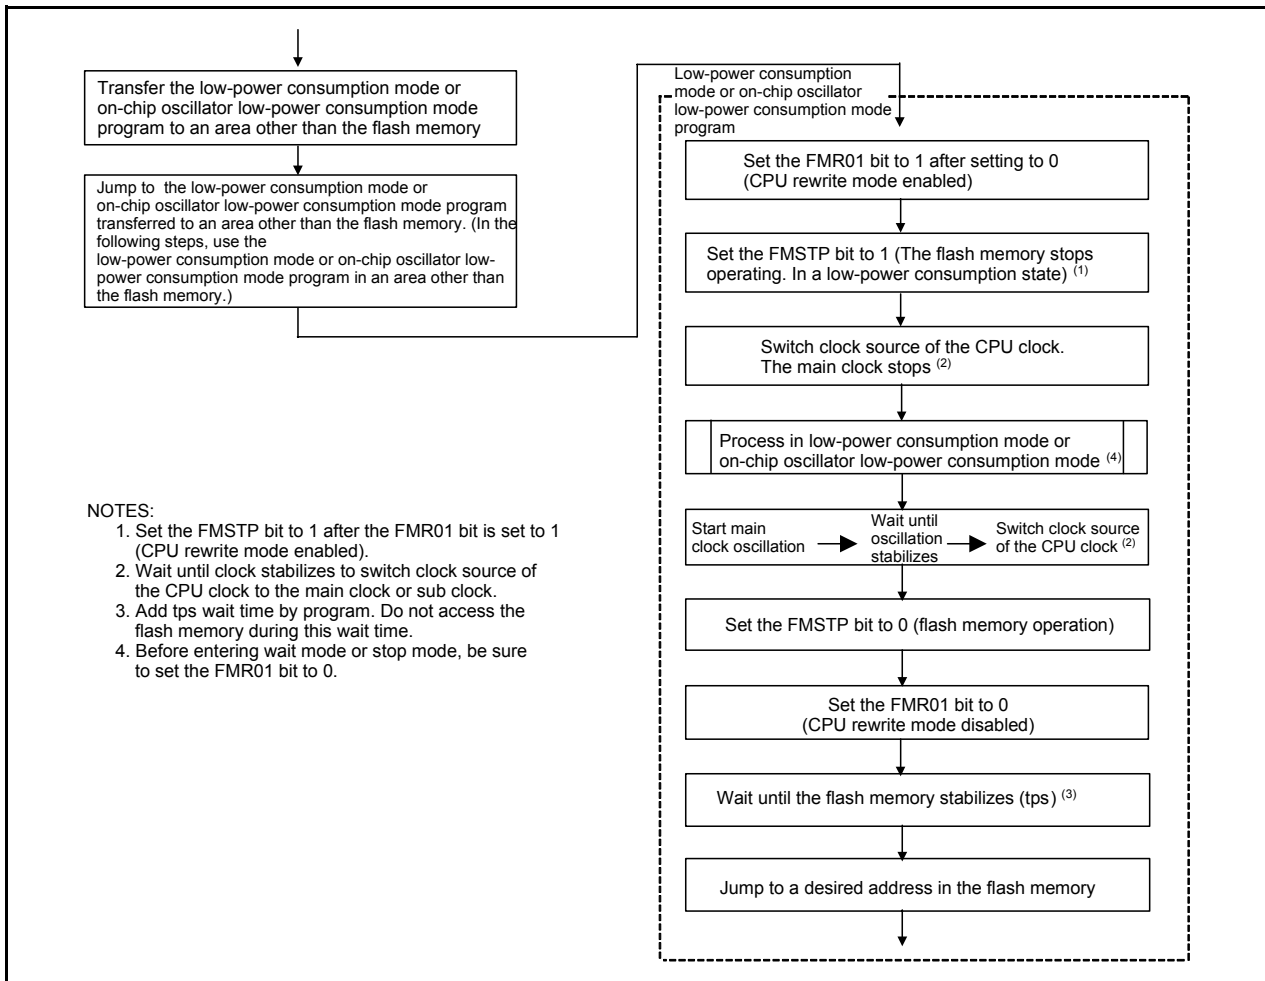 Transfer the low-power consumption mode or
on-chip oscillator low-power consumption mode
program to an area other than the flash memory
Jump to  the low-power consumption mode or
on-chip oscillator low-power consumption mode program
transferred to an area other than the flash memory. (In the
following steps, use the
low-power consumption mode or on-chip oscillator low-
power consumption mode program in an area other than
the flash memory.)
NOTES:
1. Set the FMSTP bit to 1 after the FMR01 bit is set to 1
(CPU rewrite mode enabled).
2. Wait until clock stabilizes to switch clock source of
the CPU clock to the main clock or sub clock.
3. Add tps wait time by program. Do not access the
flash memory during this wait time.
4. Before entering wait mode or stop mode, be sure
to set the FMR01 bit to 0.
Low-power consumption
mode or on-chip oscillator
low-power consumption mode
program
Set the FMR01 bit to 1 after setting to 0
(CPU rewrite mode enabled)
Set the FMSTP bit to 1 (The flash memory stops
operating. In a low-power consumption state) (1)
Switch clock source of the CPU clock.
The main clock stops (2)
Process in low-power consumption mode or
on-chip oscillator low-power consumption mode (4)
Start main
clock oscillation
Wait until
oscillation
stabilizes
Switch clock source
of the CPU clock (2)
Set the FMSTP bit to 0 (flash memory operation)
Set the FMR01 bit to 0
(CPU rewrite mode disabled)
Wait until the flash memory stabilizes (tps) (3)
Jump to a desired address in the flash memory